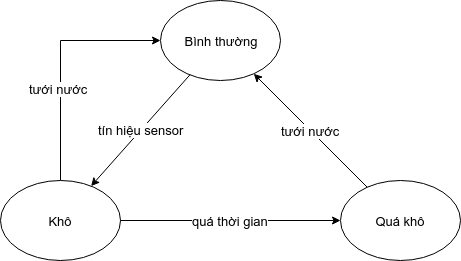 Bình thường
tưới nước
tín hiệu sensor
tưới nước
Khô
quá thời gian
Quá khô